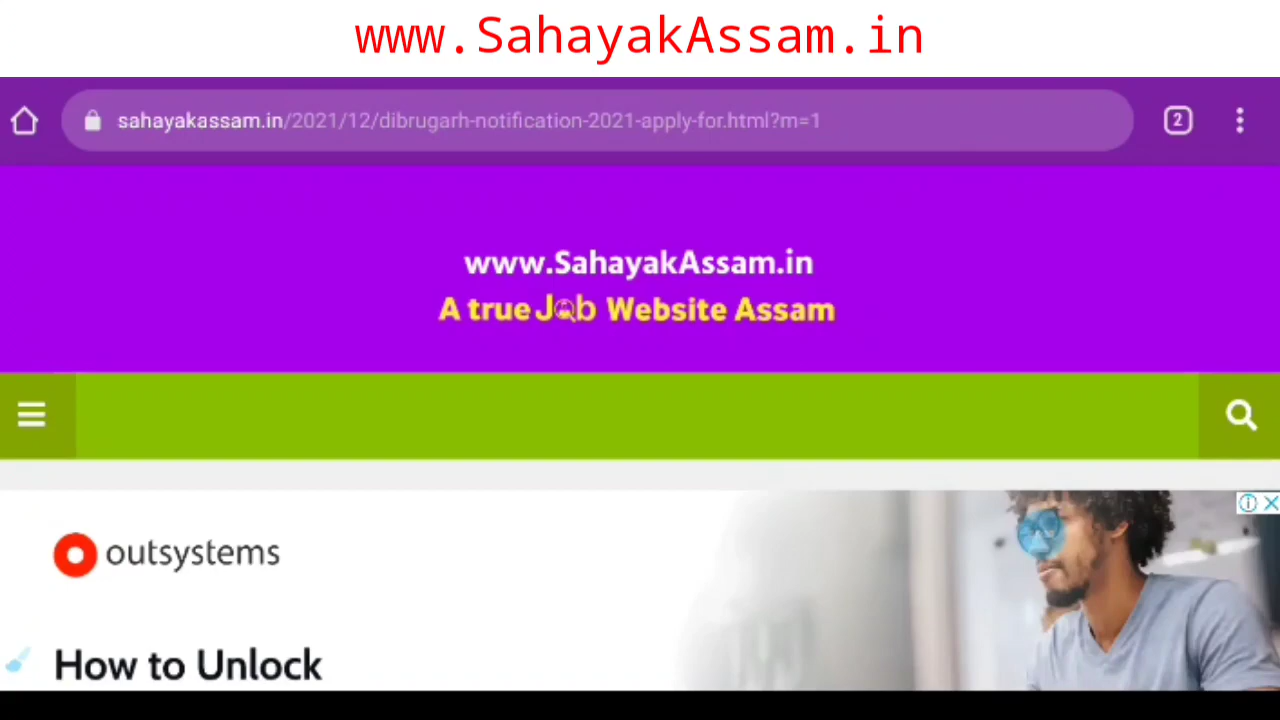 www.SahayakAssam.in
sahayakassam.in/2021/12/dibrugarh-notification-2021-apply-for.html?m=1
2
www.SahayakAssam.in
A true Job Website Assam
outsystems
How to Unlock